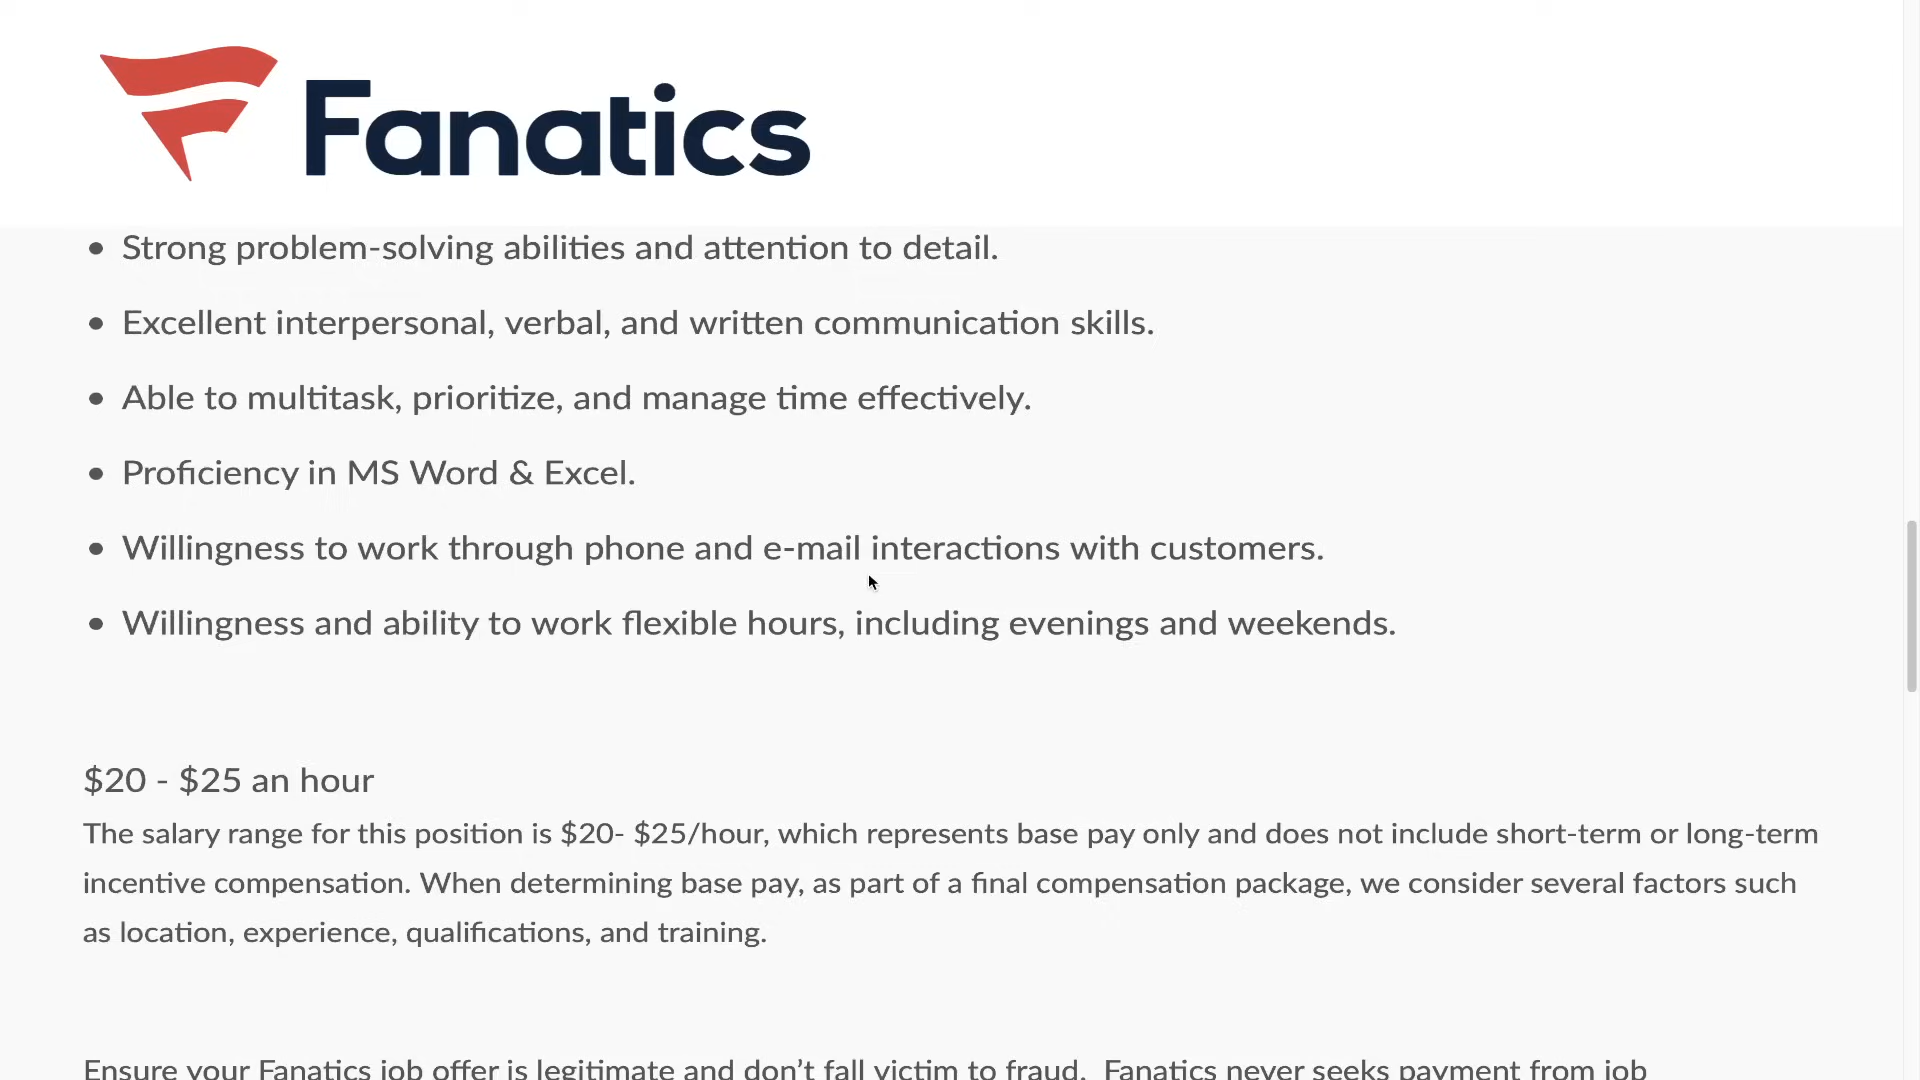 Fanatics
• Strong problem-solving abilities and attention to detail.
• Excellent interpersonal, verbal, and written communication skills.
• Able to multitask, prioritize, and manage time effectively.
• Proficiency in MS Word & Excel.
• Willingness to work through phone and e-mail interactions with customers.
• Willingness and ability to work flexible hours, including evenings and weekends.
$20 - $25 an hour
The salary range for this position is $20- $25/hour, which represents base pay only and does not include short-term or long-term
incentive compensation. When determining base pay, as part of a final compensation package, we consider several factors such
as location, experience, qualifications, and training.
Ensure your Fanatics job offer is legitimate and don’t fall victim to fraud.  Fanatics never seeks payment from job